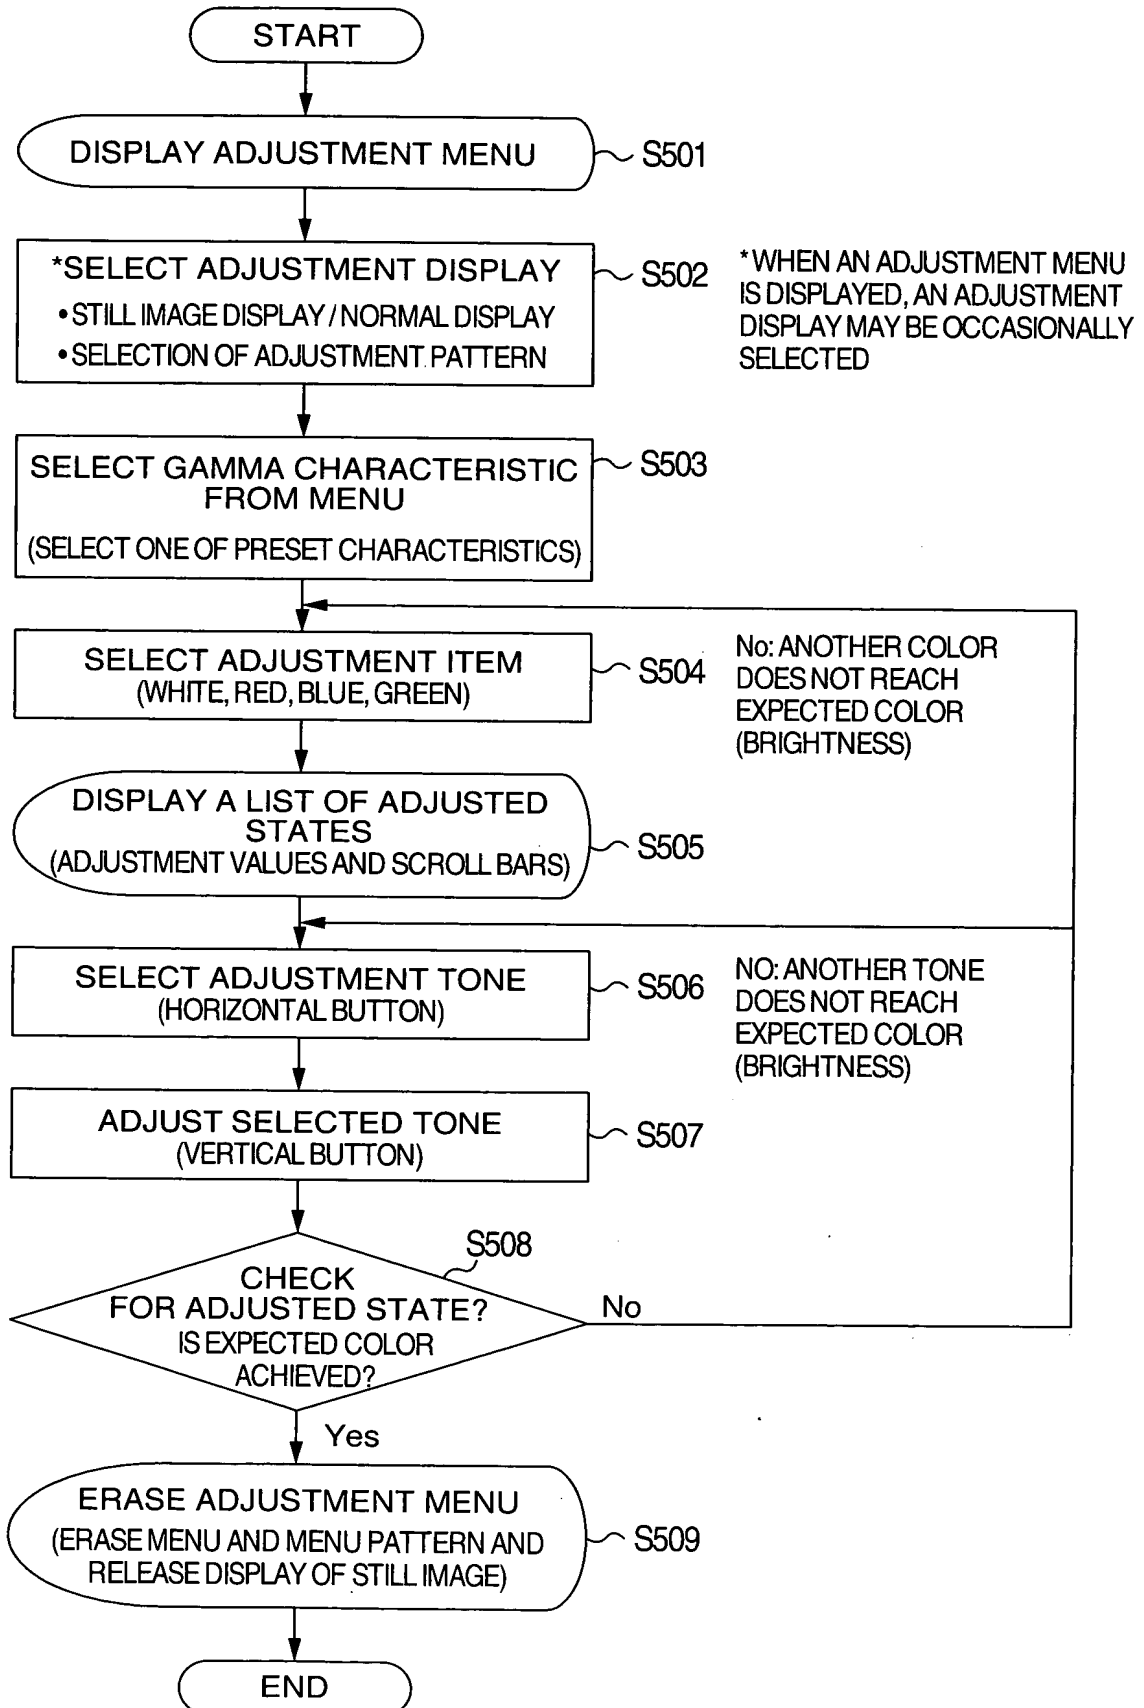 START
DISPLAY ADJUSTMENT MENU
S501
*SELECT ADJUSTMENT DISPLAY
• STILL IMAGE DISPLAY / NORMAL DISPLAY
• SELECTION OF ADJUSTMENT PATTERN
S502
* WHEN AN ADJUSTMENT MENU
IS DISPLAYED, AN ADJUSTMENT
DISPLAY MAY BE OCCASIONALLY
SELECTED
SELECT GAMMA CHARACTERISTIC
FROM MENU
(SELECT ONE OF PRESET CHARACTERISTICS)
S503
SELECT ADJUSTMENT ITEM
(WHITE, RED, BLUE, GREEN)
S504
No: ANOTHER COLOR
DOES NOT REACH
EXPECTED COLOR
(BRIGHTNESS)
DISPLAY A LIST OF ADJUSTED
STATES
(ADJUSTMENT VALUES AND SCROLL BARS)
S505
SELECT ADJUSTMENT TONE
(HORIZONTAL BUTTON)
S506
NO: ANOTHER TONE
DOES NOT REACH
EXPECTED COLOR
(BRIGHTNESS)
ADJUST SELECTED TONE
(VERTICAL BUTTON)
S507
S508
CHECK
FOR ADJUSTED STATE?
IS EXPECTED COLOR
ACHIEVED?
No
Yes
ERASE ADJUSTMENT MENU
(ERASE MENU AND MENU PATTERN AND
RELEASE DISPLAY OF STILL IMAGE)
S509
END